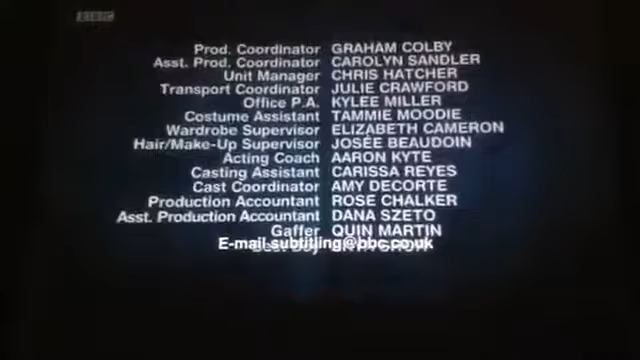 BBC
Prod. Coordinator GRAHAM COLBY
Asst. Prod. Coordinator CAROLYN SANDLER
Unit Manager CHRIS HATCHER
Transport Coordinator JULIE CRAWFORD
Office P.A. KYLEE MILLER
Costume Assistant TAMMIE MOODIE
Wardrobe Supervisor ELIZABETH CAMERON
Hair/Make-Up Supervisor JOSÉE BEAUDOIN
Acting Coach AARON KYTE
Casting Assistant CARISSA REYES
Cast Coordinator AMY DECORTE
Production Accountant ROSE CHALKER
Asst. Production Accountant DANA SZETO
Gaffer QUIN MARTIN
E-mail subtitling@bbc.co.uk